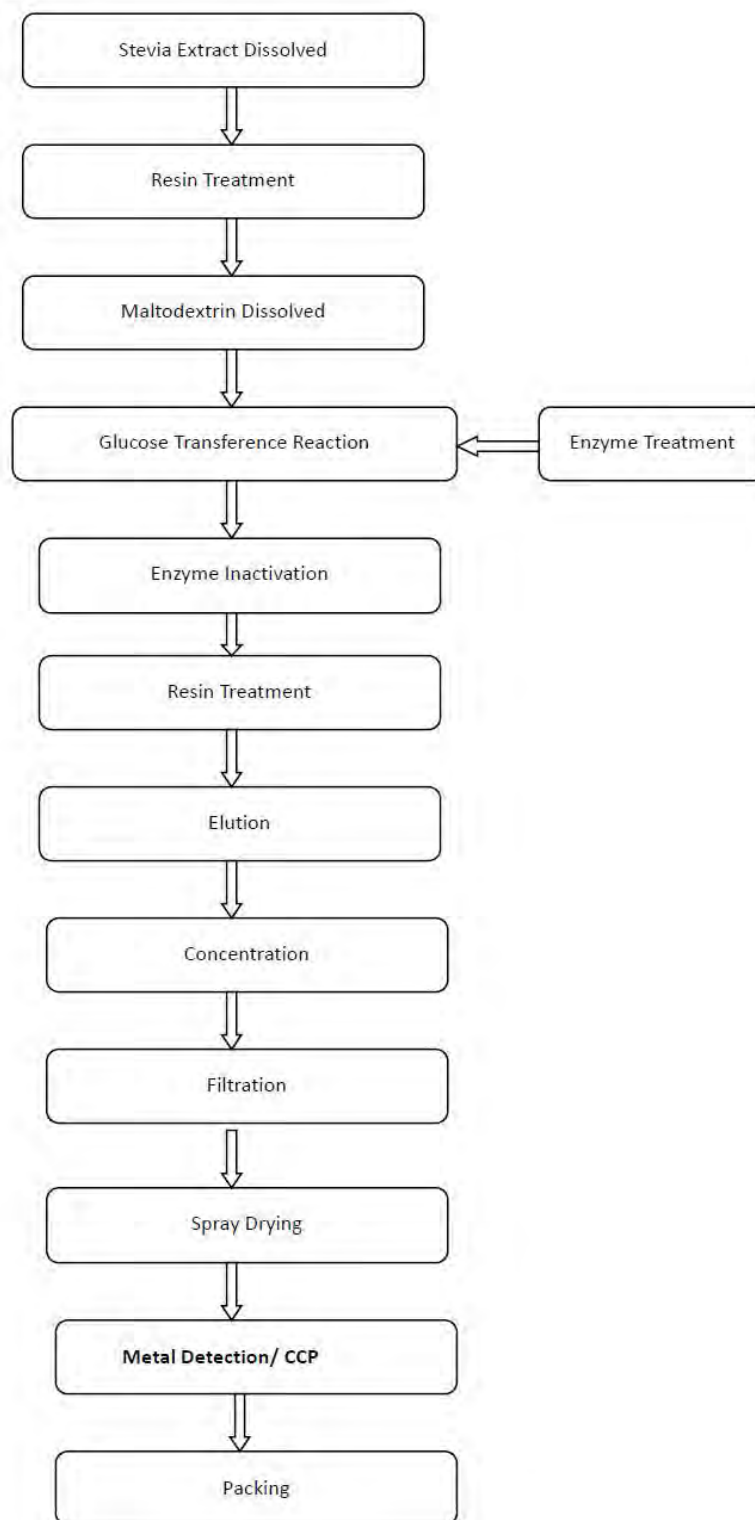 Stevia Extract Dissolved
Resin Treatment
Maltodextrin Dissolved
Glucose Transference Reaction
Enzyme Treatment
Enzyme Inactivation
Resin Treatment
Elution
Concentration
Filtration
Spray Drying
Metal Detection/ CCP
Packing